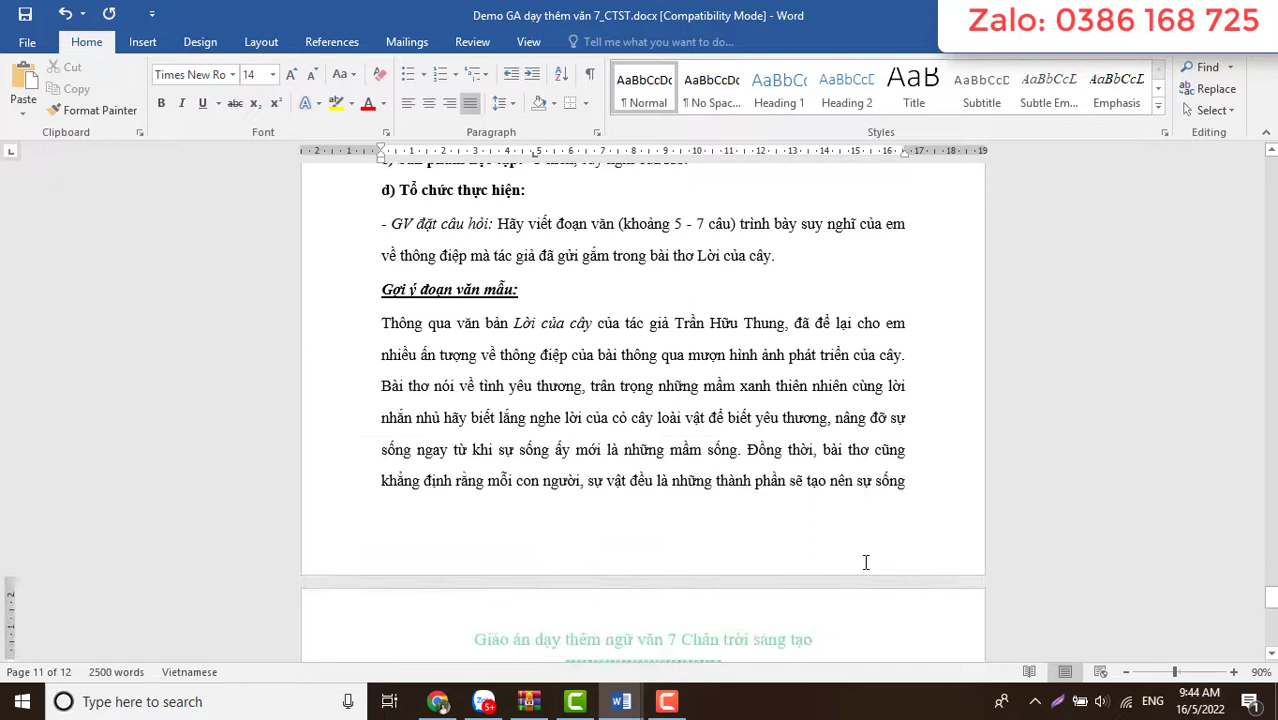 Demo GA dạy thêm văn 7_CTST.docx [Compatibility Mode] - Word
Zalo: 0386 168 725
File Home Insert Design Layout References Mailings Review View Tell me what you want to do...
Paste
Cut
Copy
Format Painter
Clipboard
Times New Ro 14
Font
Paragraph
AaBbCcDc AaBbCcDc AaBbC AaBbCc AaB AaBbCcD AaBbCcD AaBbCcD
¶ Normal ¶ No Spac... Heading 1 Heading 2 Title Subtitle Subtle Em... Emphasis
Styles
Find
Replace
Select
Editing
d) Tổ chức thực hiện:
- GV đặt câu hỏi: Hãy viết đoạn văn (khoảng 5 - 7 câu) trình bày suy nghĩ của em
về thông điệp mà tác giả đã gửi gắm trong bài thơ Lời của cây.
Gợi ý đoạn văn mẫu:
Thông qua văn bản Lời của cây của tác giả Trần Hữu Thung, đã để lại cho em
nhiều ấn tượng về thông điệp của bài thông qua mượn hình ảnh phát triển của cây.
Bài thơ nói về tình yêu thương, trân trọng những mầm xanh thiên nhiên cùng lời
nhắn nhủ hãy biết lắng nghe lời của cỏ cây loài vật để biết yêu thương, nâng đỡ sự
sống ngay từ khi sự sống ấy mới là những mầm sống. Đồng thời, bài thơ cũng
khẳng định rằng mỗi con người, sự vật đều là những thành phần sẽ tạo nên sự sống
Giáo án dạy thêm ngữ văn 7 Chân trời sáng tạo
Page 11 of 12 2500 words Vietnamese
90%
Type here to search
ENG
9:44 AM
16/5/2022